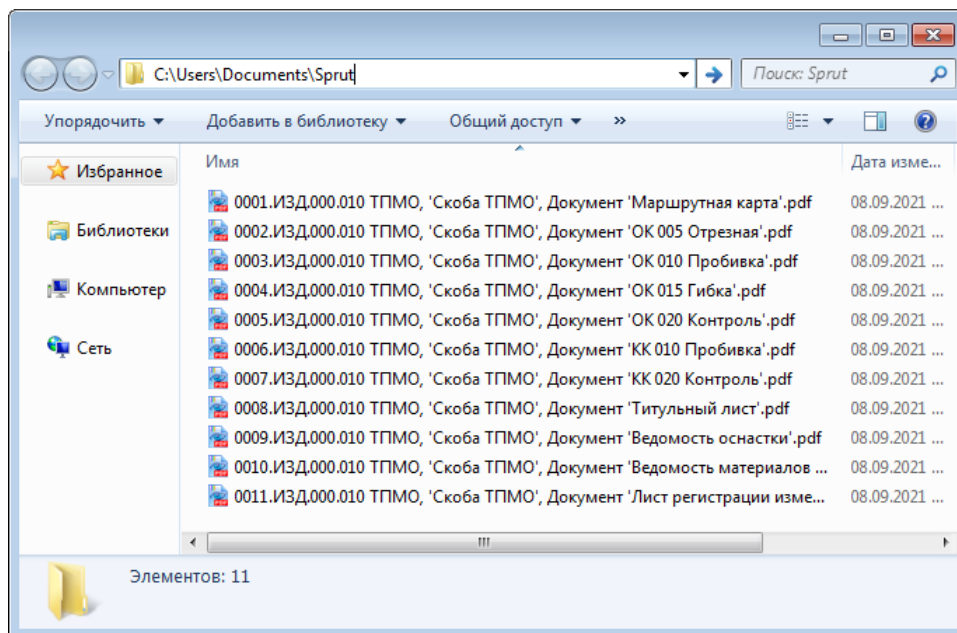 C:\Users\Documents\Sprut
Поиск: Sprut
Упорядочить
Добавить в библиотеку
Общий доступ
»
Избранное
Библиотеки
Компьютер
Сеть
Имя
Дата изме...
0001.ИЗД.000.010 ТПМО, 'Скоба ТПМО', Документ 'Маршрутная карта'.pdf 08.09.2021 ...
0002.ИЗД.000.010 ТПМО, 'Скоба ТПМО', Документ 'ОК 005 Отрезная'.pdf 08.09.2021 ...
0003.ИЗД.000.010 ТПМО, 'Скоба ТПМО', Документ 'ОК 010 Пробивка'.pdf 08.09.2021 ...
0004.ИЗД.000.010 ТПМО, 'Скоба ТПМО', Документ 'ОК 015 Гибка'.pdf 08.09.2021 ...
0005.ИЗД.000.010 ТПМО, 'Скоба ТПМО', Документ 'ОК 020 Контроль'.pdf 08.09.2021 ...
0006.ИЗД.000.010 ТПМО, 'Скоба ТПМО', Документ 'КК 010 Пробивка'.pdf 08.09.2021 ...
0007.ИЗД.000.010 ТПМО, 'Скоба ТПМО', Документ 'КК 020 Контроль'.pdf 08.09.2021 ...
0008.ИЗД.000.010 ТПМО, 'Скоба ТПМО', Документ 'Титульный лист'.pdf 08.09.2021 ...
0009.ИЗД.000.010 ТПМО, 'Скоба ТПМО', Документ 'Ведомость оснастки'.pdf 08.09.2021 ...
0010.ИЗД.000.010 ТПМО, 'Скоба ТПМО', Документ 'Ведомость материалов ... 08.09.2021 ...
0011.ИЗД.000.010 ТПМО, 'Скоба ТПМО', Документ 'Лист регистрации изме... 08.09.2021 ...
Элементов: 11